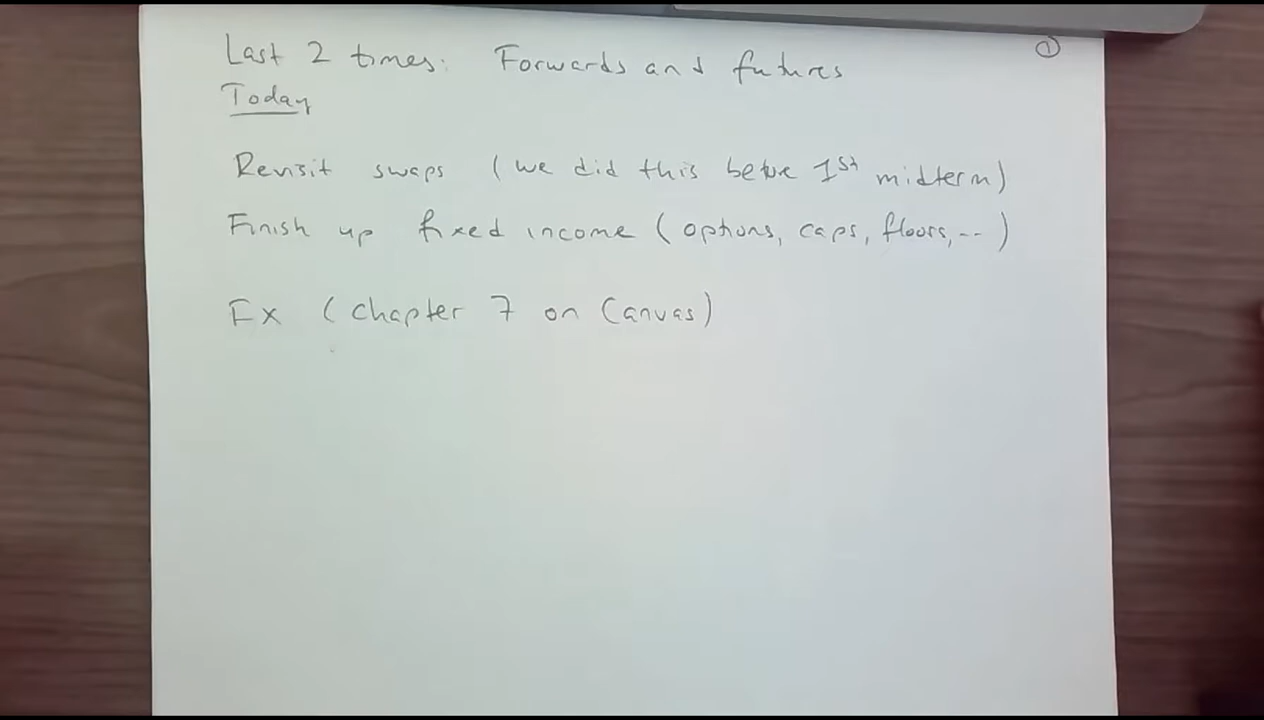 Last 2 times: Forwards and futures
①
Today
Revisit swaps (we did this before 1st midterm)
Finish up fixed income (options, caps, floors, ...)
FX (Chapter 7 on Canvas)